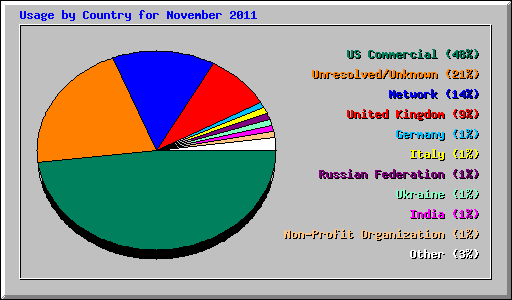 Usage by Country for November 2011
US Commercial (48%)
Unresolved/Unknown (21%)
Network (14%)
United Kingdom (9%)
Germany (1%)
Italy (1%)
Russian Federation (1%)
Ukraine (1%)
India (1%)
Non-Profit Organization (1%)
Other (3%)